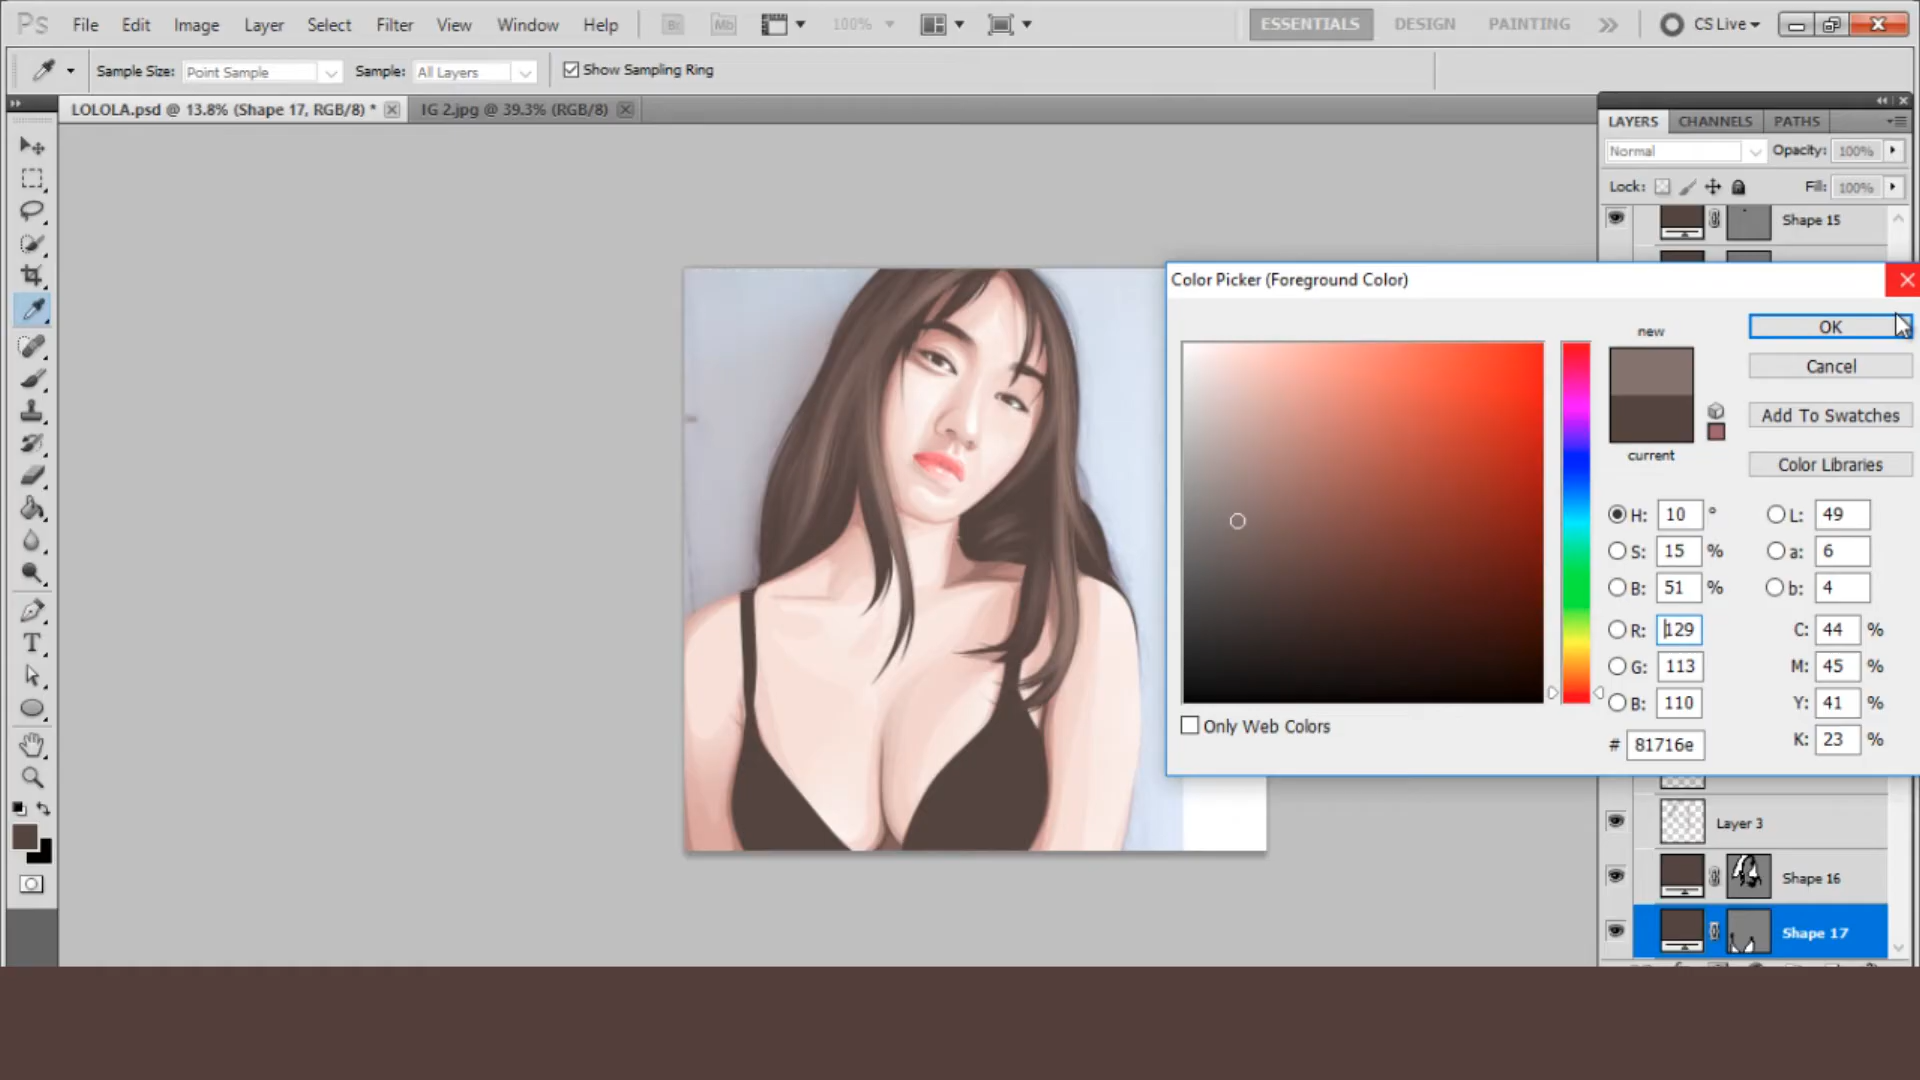 Ps File Edit Image Layer Select Analysis Filter View Window Help Br Mb 100% ESSENTIALS DESIGN PAINTING CS Live
Sample Size: Point Sample Sample: All Layers Show Sampling Ring
LOLOLA.psd @ 13.8% (Shape 17, RGB/8) * IG 2.jpg @ 39.3% (RGB/8)
LAYERS CHANNELS PATHS
Normal Opacity: 100%
Lock: Fill: 100%
Shape 15
Color Picker (Foreground Color)
new
OK
Cancel
Add To Swatches
current
Color Libraries
H: 10 ° L: 49
S: 15 % a: 6
B: 51 % b: 4
R: 129 C: 44 %
G: 113 M: 45 %
B: 110 Y: 41 %
# 81716e K: 23 %
Only Web Colors
Layer 3
Shape 16
Shape 17
T